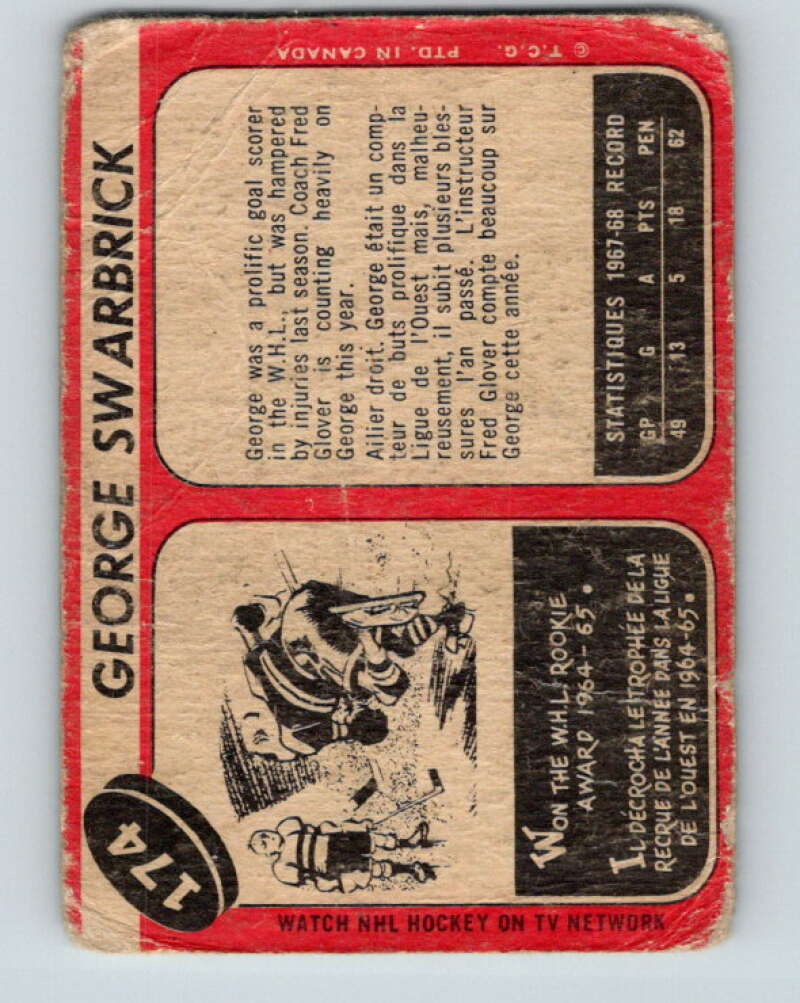 174
GEORGE SWARBRICK
WATCH NHL HOCKEY ON TV NETWORK
WON THE W.H.L. ROOKIE
AWARD 1964-65.
IL DÉCROCHA LE TROPHÉE DE LA
RECRUE DE L'ANNÉE DANS LA LIGUE
DE L'OUEST EN 1964-65.
George was a prolific goal scorer
in the W.H.L., but was hampered
by injuries last season. Coach Fred
Glover is counting heavily on
George this year.
Ailier droit. George était un comp-
teur de buts prolifique dans la
Ligue de l'Ouest mais, malheu-
reusement, il subit plusieurs bles-
sures l'an passé. L'instructeur
Fred Glover compte beaucoup sur
George cette année.
STATISTIQUES 1967-68 RECORD
GP G A PTS PEN
49 13 5 18 62
© T.C.G. PTD. IN CANADA